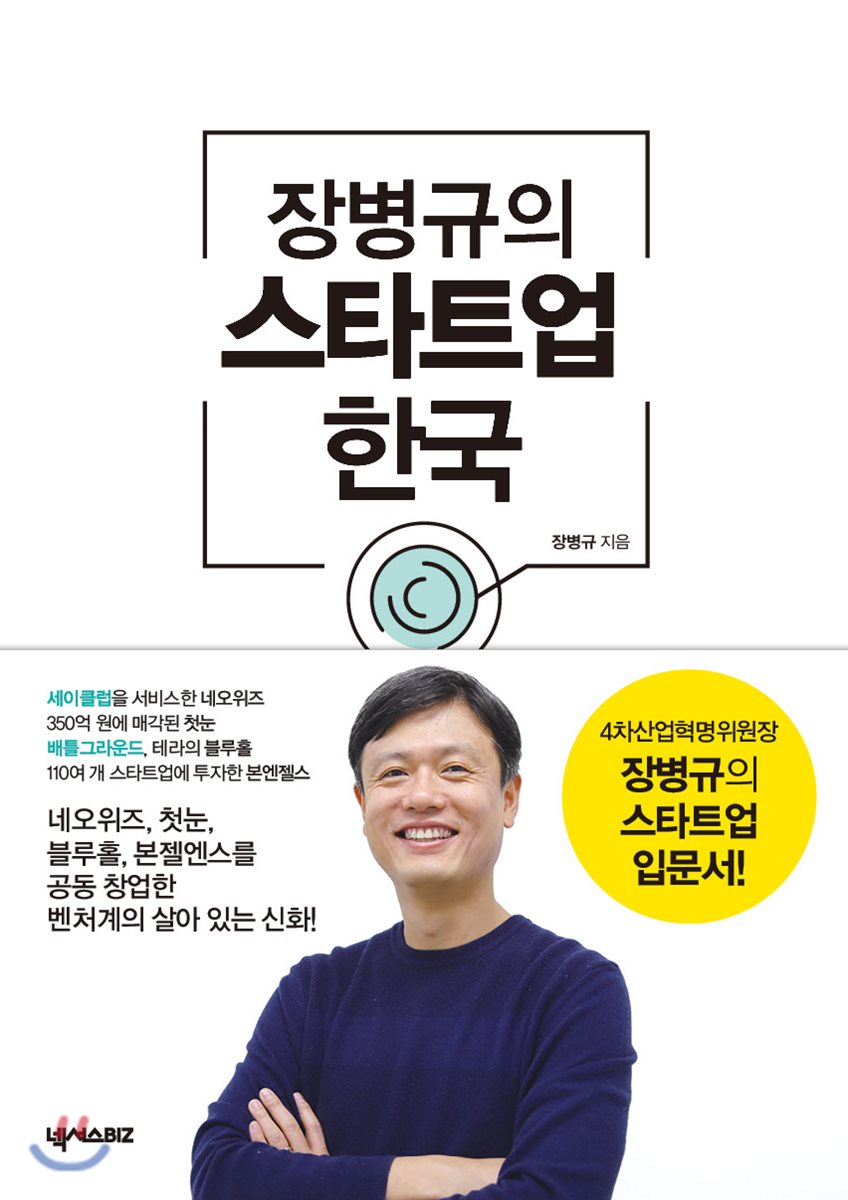 장병규의
스타트업
한국
장병규 지음
세이클럽을 서비스한 네오위즈
350억 원에 매각된 첫눈
배틀그라운드, 테라의 블루홀
110여 개 스타트업에 투자한 본엔젤스
네오위즈, 첫눈,
블루홀, 본젤엔스를
공동 창업한
벤처계의 살아 있는 신화!
4차산업혁명위원장
장병규의
스타트업
입문서!
넥서스BIZ